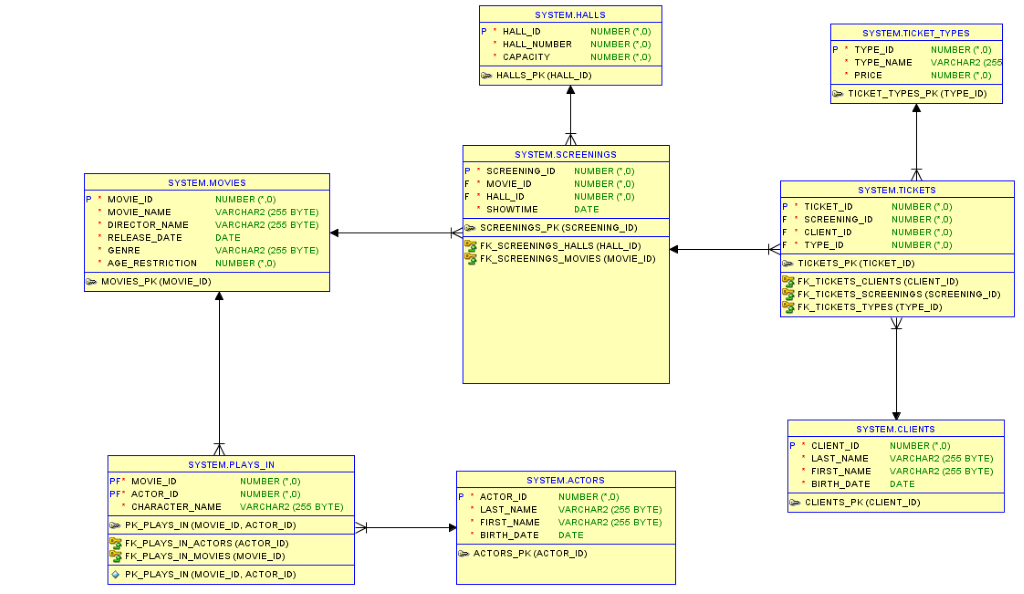 SYSTEM.HALLS
P * HALL_ID NUMBER (*,0)
* HALL_NUMBER NUMBER (*,0)
* CAPACITY NUMBER (*,0)
HALLS_PK (HALL_ID)
SYSTEM.TICKET_TYPES
P * TYPE_ID NUMBER (*,0)
* TYPE_NAME VARCHAR2 (255
* PRICE NUMBER (*,0)
TICKET_TYPES_PK (TYPE_ID)
SYSTEM.MOVIES
P * MOVIE_ID NUMBER (*,0)
* MOVIE_NAME VARCHAR2 (255 BYTE)
* DIRECTOR_NAME VARCHAR2 (255 BYTE)
* RELEASE_DATE DATE
* GENRE VARCHAR2 (255 BYTE)
* AGE_RESTRICTION NUMBER (*,0)
MOVIES_PK (MOVIE_ID)
SYSTEM.SCREENINGS
P * SCREENING_ID NUMBER (*,0)
F * MOVIE_ID NUMBER (*,0)
F * HALL_ID NUMBER (*,0)
* SHOWTIME DATE
SCREENINGS_PK (SCREENING_ID)
FK_SCREENINGS_HALLS (HALL_ID)
FK_SCREENINGS_MOVIES (MOVIE_ID)
SYSTEM.TICKETS
P * TICKET_ID NUMBER (*,0)
F * SCREENING_ID NUMBER (*,0)
F * CLIENT_ID NUMBER (*,0)
F * TYPE_ID NUMBER (*,0)
TICKETS_PK (TICKET_ID)
FK_TICKETS_CLIENTS (CLIENT_ID)
FK_TICKETS_SCREENINGS (SCREENING_ID)
FK_TICKETS_TYPES (TYPE_ID)
SYSTEM.PLAYS_IN
PF* MOVIE_ID NUMBER (*,0)
PF* ACTOR_ID NUMBER (*,0)
* CHARACTER_NAME VARCHAR2 (255 BYTE)
PK_PLAYS_IN (MOVIE_ID, ACTOR_ID)
FK_PLAYS_IN_ACTORS (ACTOR_ID)
FK_PLAYS_IN_MOVIES (MOVIE_ID)
PK_PLAYS_IN (MOVIE_ID, ACTOR_ID)
SYSTEM.ACTORS
P * ACTOR_ID NUMBER (*,0)
* LAST_NAME VARCHAR2 (255 BYTE)
* FIRST_NAME VARCHAR2 (255 BYTE)
* BIRTH_DATE DATE
ACTORS_PK (ACTOR_ID)
SYSTEM.CLIENTS
P * CLIENT_ID NUMBER (*,0)
* LAST_NAME VARCHAR2 (255 BYTE)
* FIRST_NAME VARCHAR2 (255 BYTE)
* BIRTH_DATE DATE
CLIENTS_PK (CLIENT_ID)